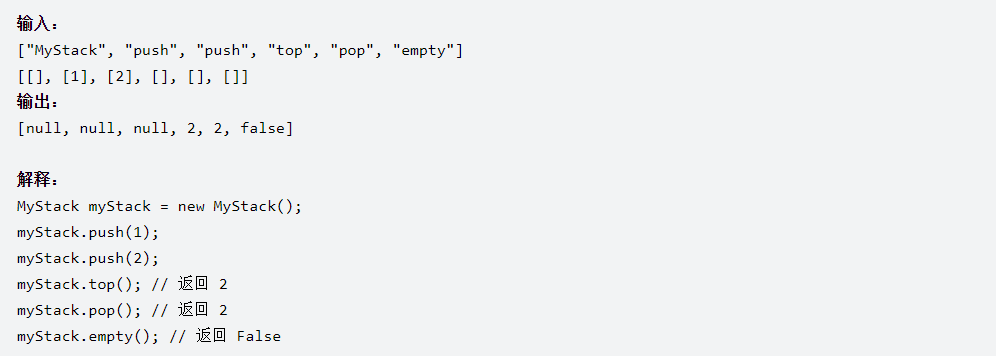 输入：
["MyStack", "push", "push", "top", "pop", "empty"]
[[], [1], [2], [], [], []]
输出：
[null, null, null, 2, 2, false]
解释：
MyStack myStack = new MyStack();
myStack.push(1);
myStack.push(2);
myStack.top(); // 返回 2
myStack.pop(); // 返回 2
myStack.empty(); // 返回 False